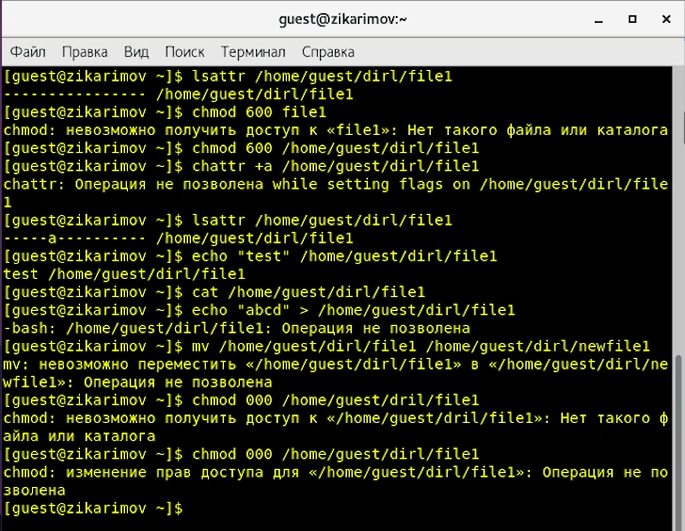 guest@zikarimov:~
Файл Правка Вид Поиск Терминал Справка
[guest@zikarimov ~]$ lsattr /home/guest/dirl/file1
---------------- /home/guest/dirl/file1
[guest@zikarimov ~]$ chmod 600 file1
chmod: невозможно получить доступ к «file1»: Нет такого файла или каталога
[guest@zikarimov ~]$ chmod 600 /home/guest/dirl/file1
[guest@zikarimov ~]$ chattr +a /home/guest/dirl/file1
chattr: Операция не позволена while setting flags on /home/guest/dirl/file
1
[guest@zikarimov ~]$ lsattr /home/guest/dirl/file1
-----a---------- /home/guest/dirl/file1
[guest@zikarimov ~]$ echo "test" /home/guest/dirl/file1
test /home/guest/dirl/file1
[guest@zikarimov ~]$ cat /home/guest/dirl/file1
[guest@zikarimov ~]$ echo "abcd" > /home/guest/dirl/file1
-bash: /home/guest/dirl/file1: Операция не позволена
[guest@zikarimov ~]$ mv /home/guest/dirl/file1 /home/guest/dirl/newfile1
mv: невозможно переместить «/home/guest/dirl/file1» в «/home/guest/dirl/ne
wfile1»: Операция не позволена
[guest@zikarimov ~]$ chmod 000 /home/guest/dril/file1
chmod: невозможно получить доступ к «/home/guest/dril/file1»: Нет такого ф
айла или каталога
[guest@zikarimov ~]$ chmod 000 /home/guest/dirl/file1
chmod: изменение прав доступа для «/home/guest/dirl/file1»: Операция не по
зволена
[guest@zikarimov ~]$